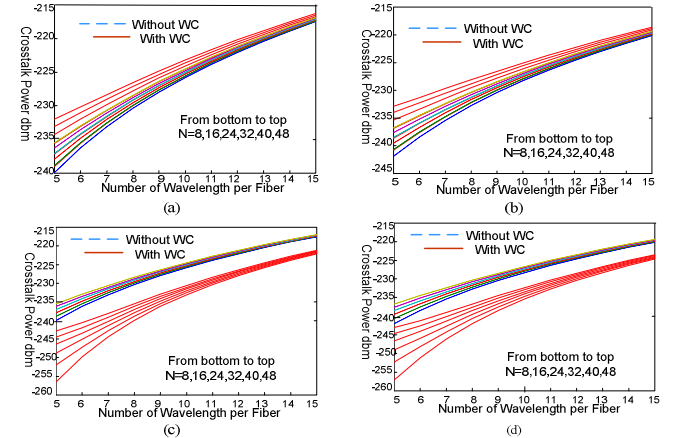 -215
-220
-225
-230
-235
-240
Crosstalk Power dbm
Without WC
With WC
From bottom to top
N=8,16,24,32,40,48
5 6 7 8 9 10 11 12 13 14 15
Number of Wavelength per Fiber
(a)
-215
-220
-225
-230
-235
-240
-245
Crosstalk Power dbm
Without WC
With WC
From bottom to top
N=8,16,24,32,40,48
5 6 7 8 9 10 11 12 13 14 15
Number of Wavelength per Fiber
(b)
-215
-220
-225
-230
-235
-240
-245
-250
-255
-260
Crosstalk Power dbm
Without WC
With WC
From bottom to top
N=8,16,24,32,40,48
5 6 7 8 9 10 11 12 13 14 15
Number of Wavelength per Fiber
(c)
-215
-220
-225
-230
-235
-240
-245
-250
-255
-260
Crosstalk Power dbm
Without WC
With WC
From bottom to top
N=8,16,24,32,40,48
5 6 7 8 9 10 11 12 13 14 15
Number of Wavelength per Fiber
(d)